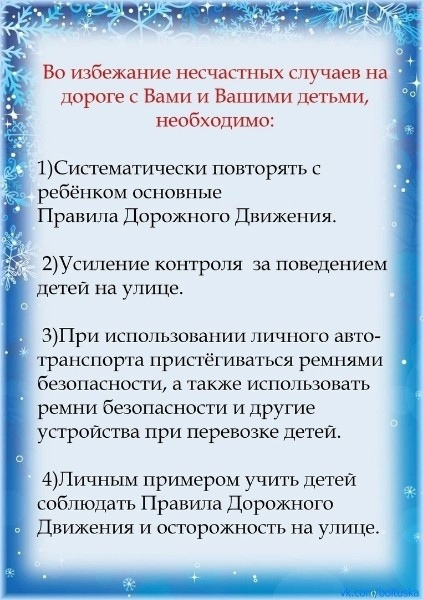 Во избежание несчастных случаев на
дороге с Вами и Вашими детьми,
необходимо:
1)Систематически повторять с
ребёнком основные
Правила Дорожного Движения.
2)Усиление контроля за поведением
детей на улице.
3)При использовании личного авто-
транспорта пристёгиваться ремнями
безопасности, а также использовать
ремни безопасности и другие
устройства при перевозке детей.
4)Личным примером учить детей
соблюдать Правила Дорожного
Движения и осторожность на улице.